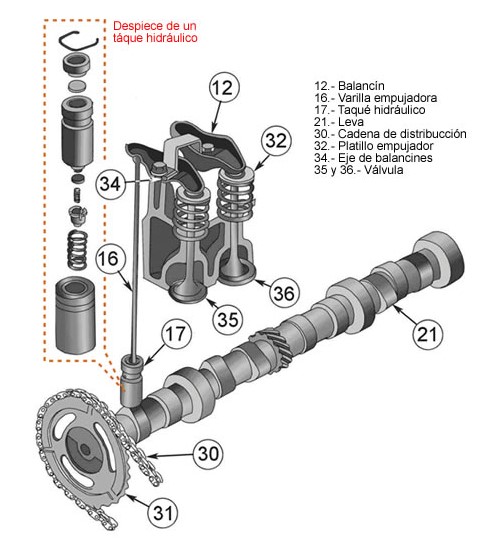 Despiece de un
táque hidráulico
12.- Balancín
16.- Varilla empujadora
17.- Taqué hidráulico
21.- Leva
30.- Cadena de distribucción
32.- Platillo empujador
34.- Eje de balancines
35 y 36.- Válvula
12
32
34
16
36
35
17
21
30
31